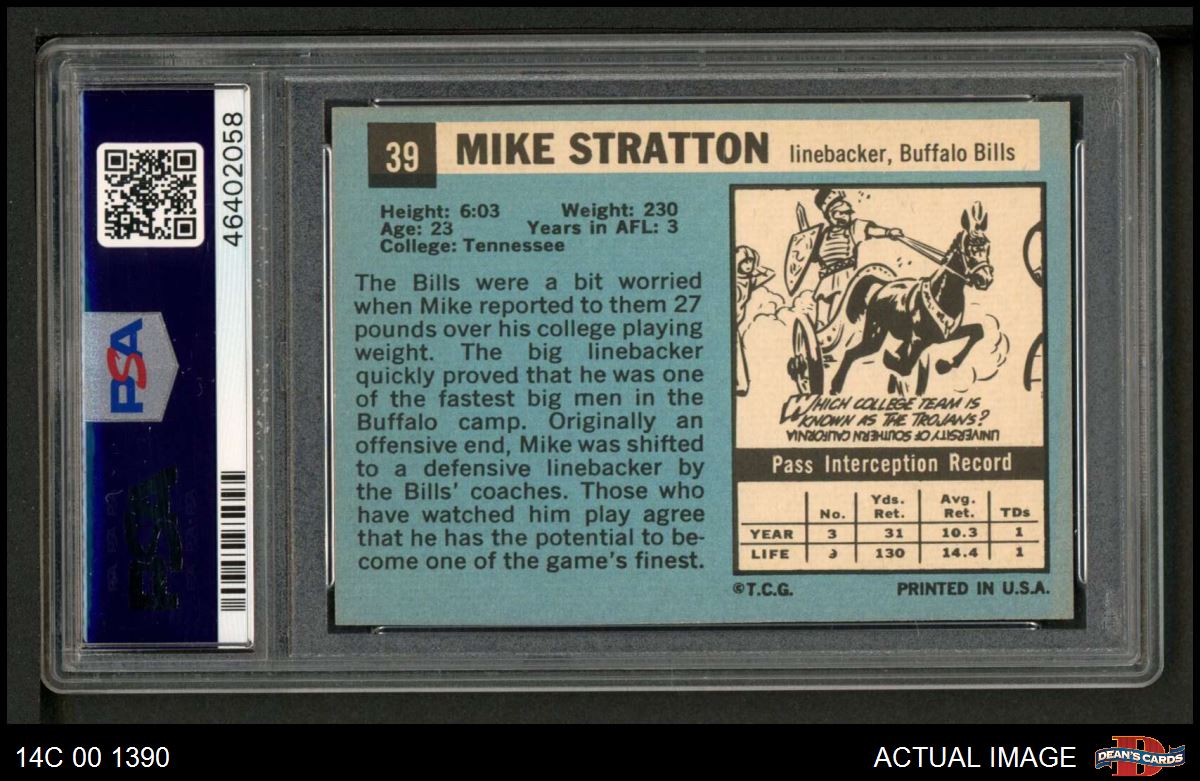 46402058
PSA
PSA
39
MIKE STRATTON
linebacker, Buffalo Bills
Height: 6:03 Weight: 230
Age: 23 Years in AFL: 3
College: Tennessee
The Bills were a bit worried
when Mike reported to them 27
pounds over his college playing
weight. The big linebacker
quickly proved that he was one
of the fastest big men in the
Buffalo camp. Originally an
offensive end, Mike was shifted
to a defensive linebacker by
the Bills' coaches. Those who
have watched him play agree
that he has the potential to be-
come one of the game's finest.
WHICH COLLEGE TEAM IS
KNOWN AS THE TROJANS?
UNIVERSITY OF SOUTHERN CALIFORNIA
Pass Interception Record
No. Yds. Ret. Avg. Ret. TDs
YEAR 3 31 10.3 1
LIFE 130 14.4 1
©T.C.G. PRINTED IN U.S.A.
14C 00 1390
ACTUAL IMAGE
D
DEAN'S CARDS